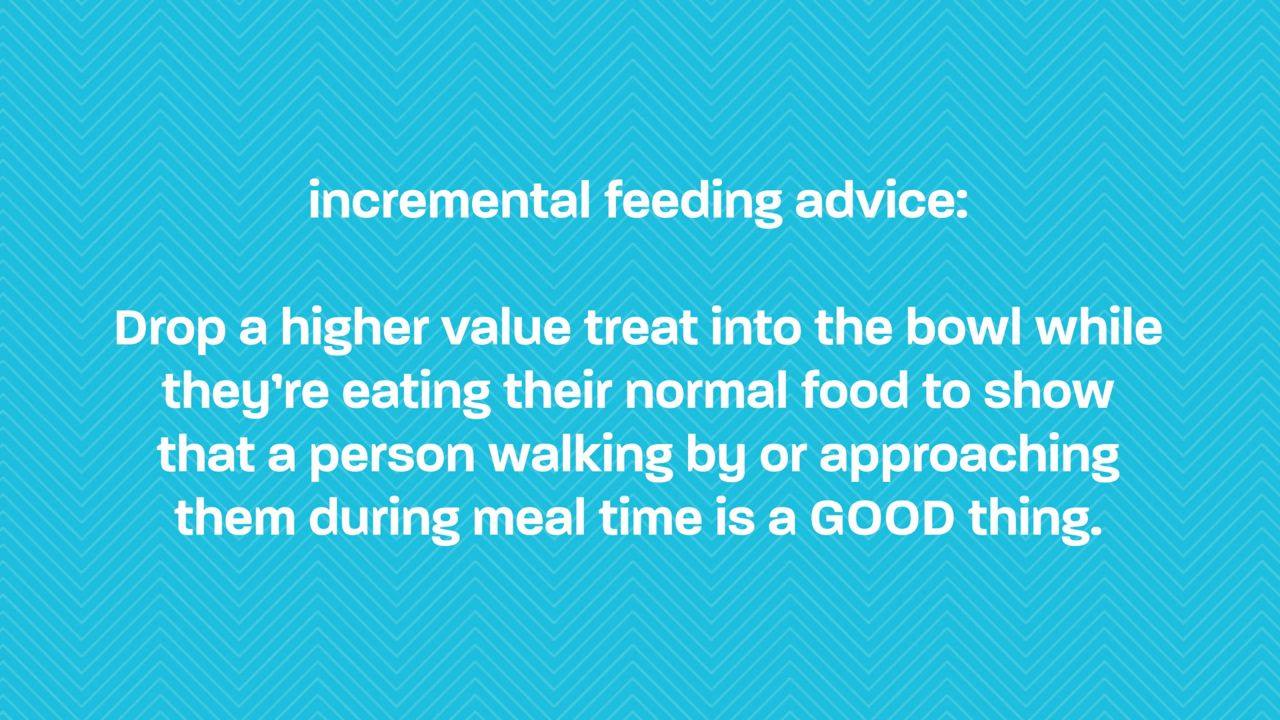 incremental feeding advice:
Drop a higher value treat into the bowl while
they're eating their normal food to show
that a person walking by or approaching
them during meal time is a GOOD thing.